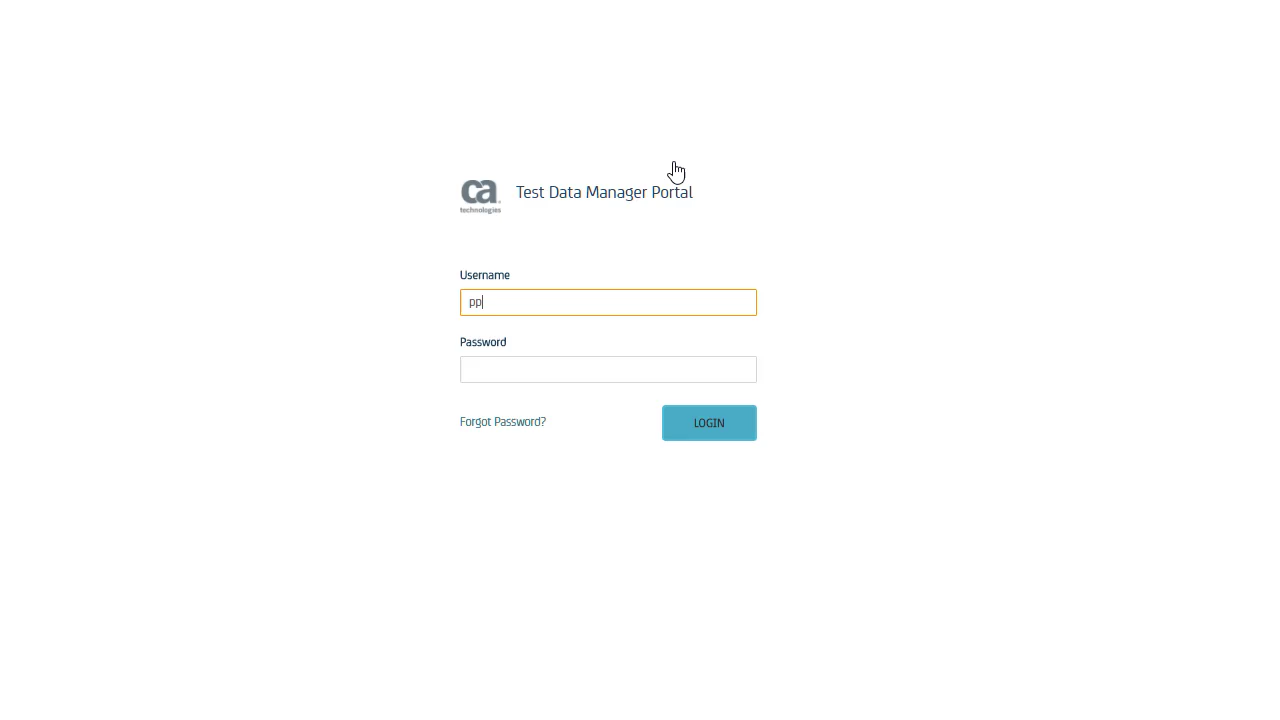 ca
technologies
Test Data Manager Portal
Username
pp
Password
Forgot Password?
LOGIN